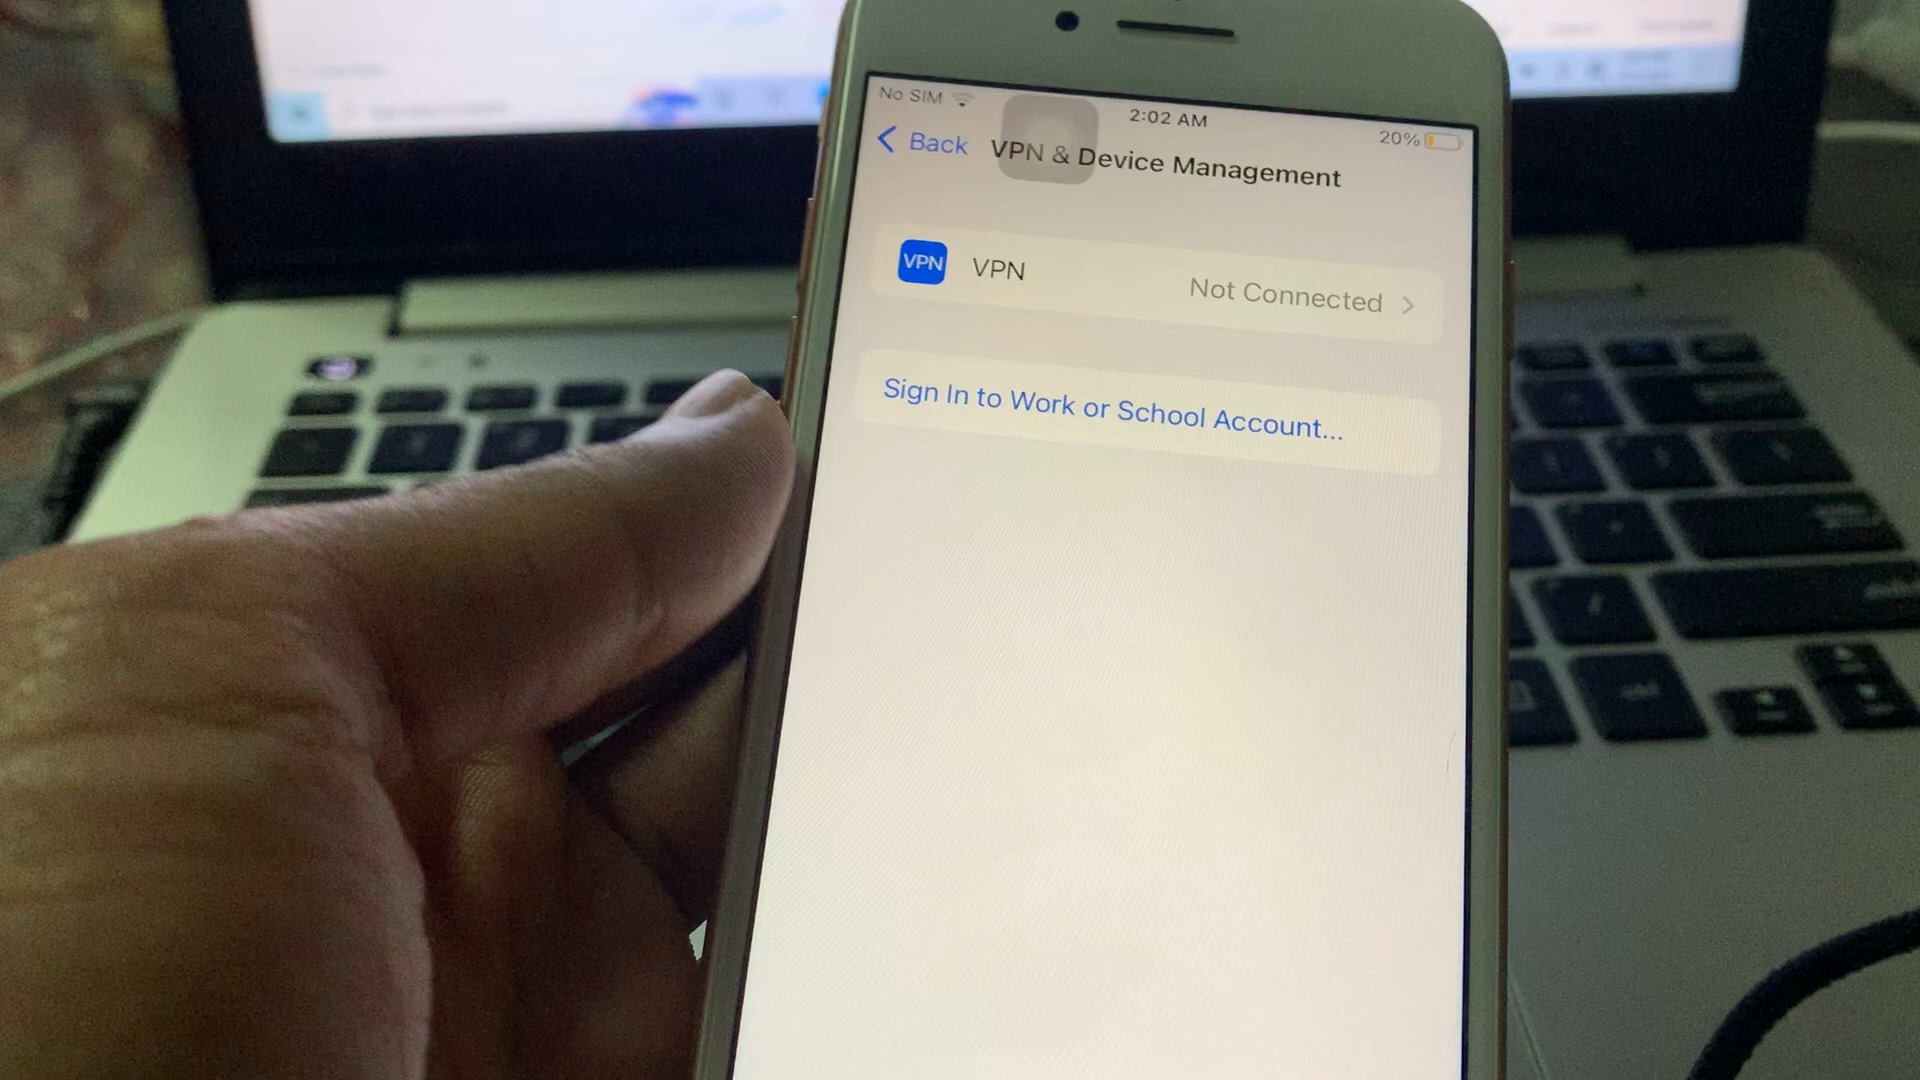 No SIM
2:02 AM
20%
Back
VPN & Device Management
VPN
VPN
Not Connected
Sign In to Work or School Account...